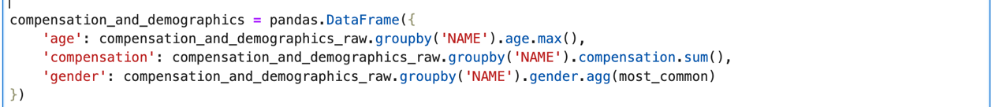 compensation_and_demographics = pandas.DataFrame({
    'age': compensation_and_demographics_raw.groupby('NAME').age.max(),
    'compensation': compensation_and_demographics_raw.groupby('NAME').compensation.sum(),
    'gender': compensation_and_demographics_raw.groupby('NAME').gender.agg(most_common)
})